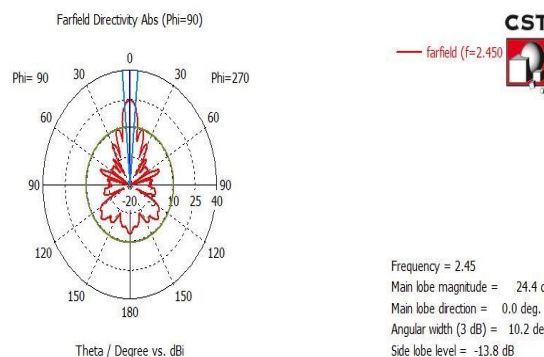 Farfield Directivity Abs (Phi=90)
CST
farfield (f=2.450
0
Phi= 90 30 30 Phi=270
60 60
90 -20 -5 10 25 40 90
120 120
150 150
180
Theta / Degree vs. dBi
Frequency = 2.45
Main lobe magnitude = 24.4
Main lobe direction = 0.0 deg.
Angular width (3 dB) = 10.2 de
Side lobe level = -13.8 dB